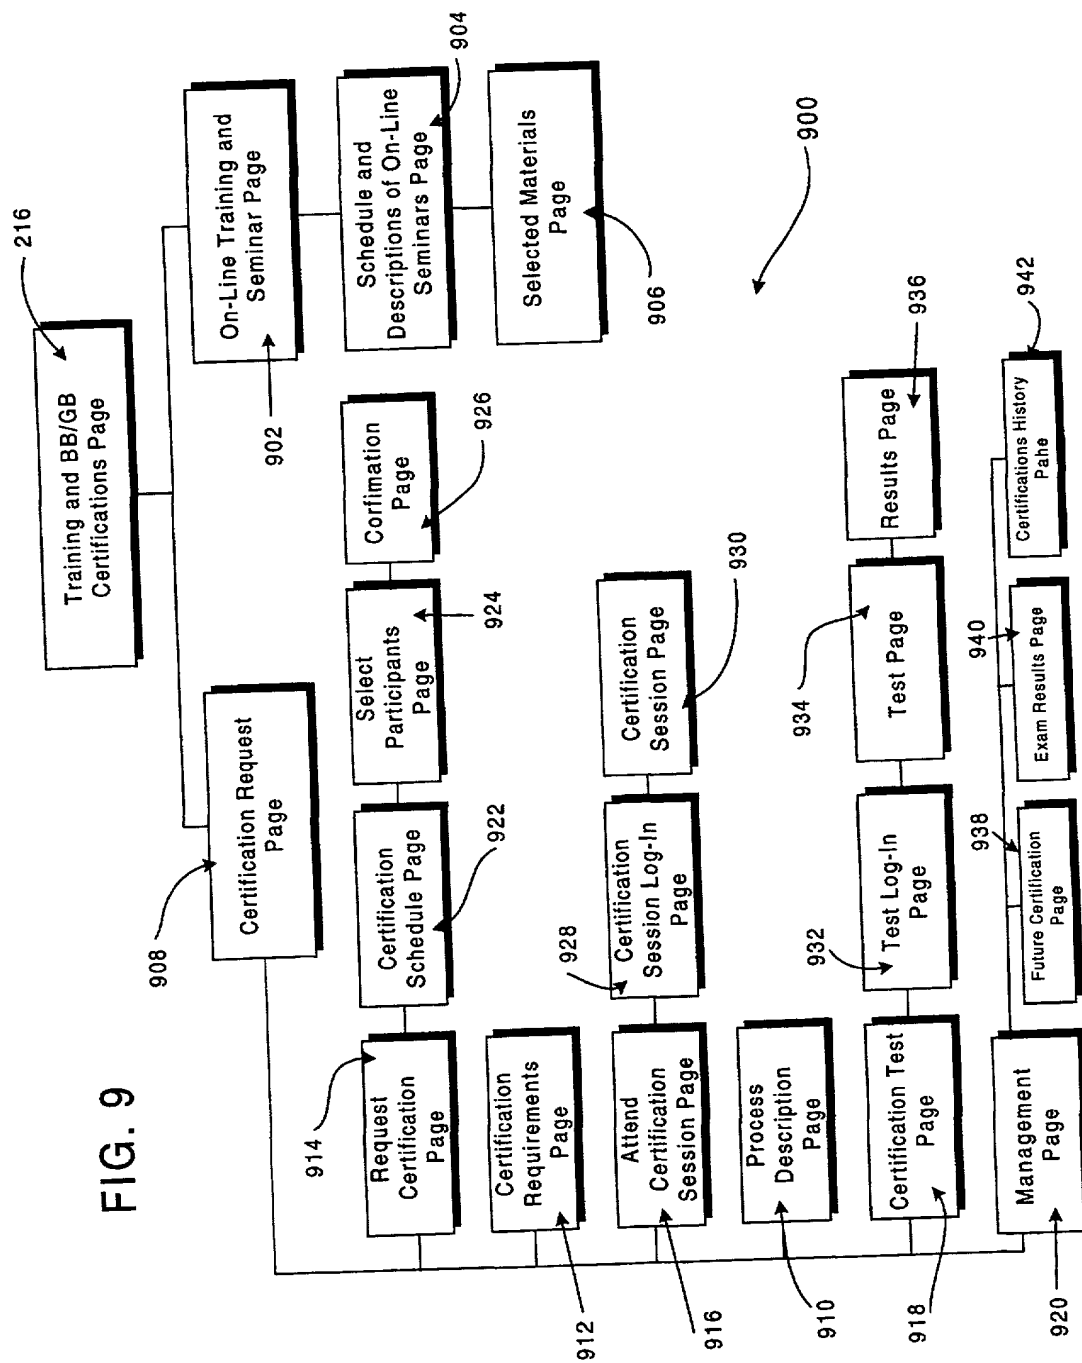 FIG. 9
216
Training and BB/GB
Certifications Page
908
Certification Request
Page
On-Line Training and
Seminar Page
902
914
Request
Certification
Page
Certification
Schedule Page
922
Select
Participants
Page
924
Corfimation
Page
926
Schedule and
Descriptions of On-Line
Seminars Page
904
Certification
Requirements
Page
912
Selected Materials
Page
906
Attend
Certification
Session Page
916
928
Certification
Session Log-In
Page
Certification
Session Page
930
Process
Description
Page
910
900
Certification Test
Page
918
932
Test Log-In
Page
934
Test Page
Results Page
936
Management
Page
920
938
Future Certification
Page
940
Exam Results Page
Certifications History
Pahe
942